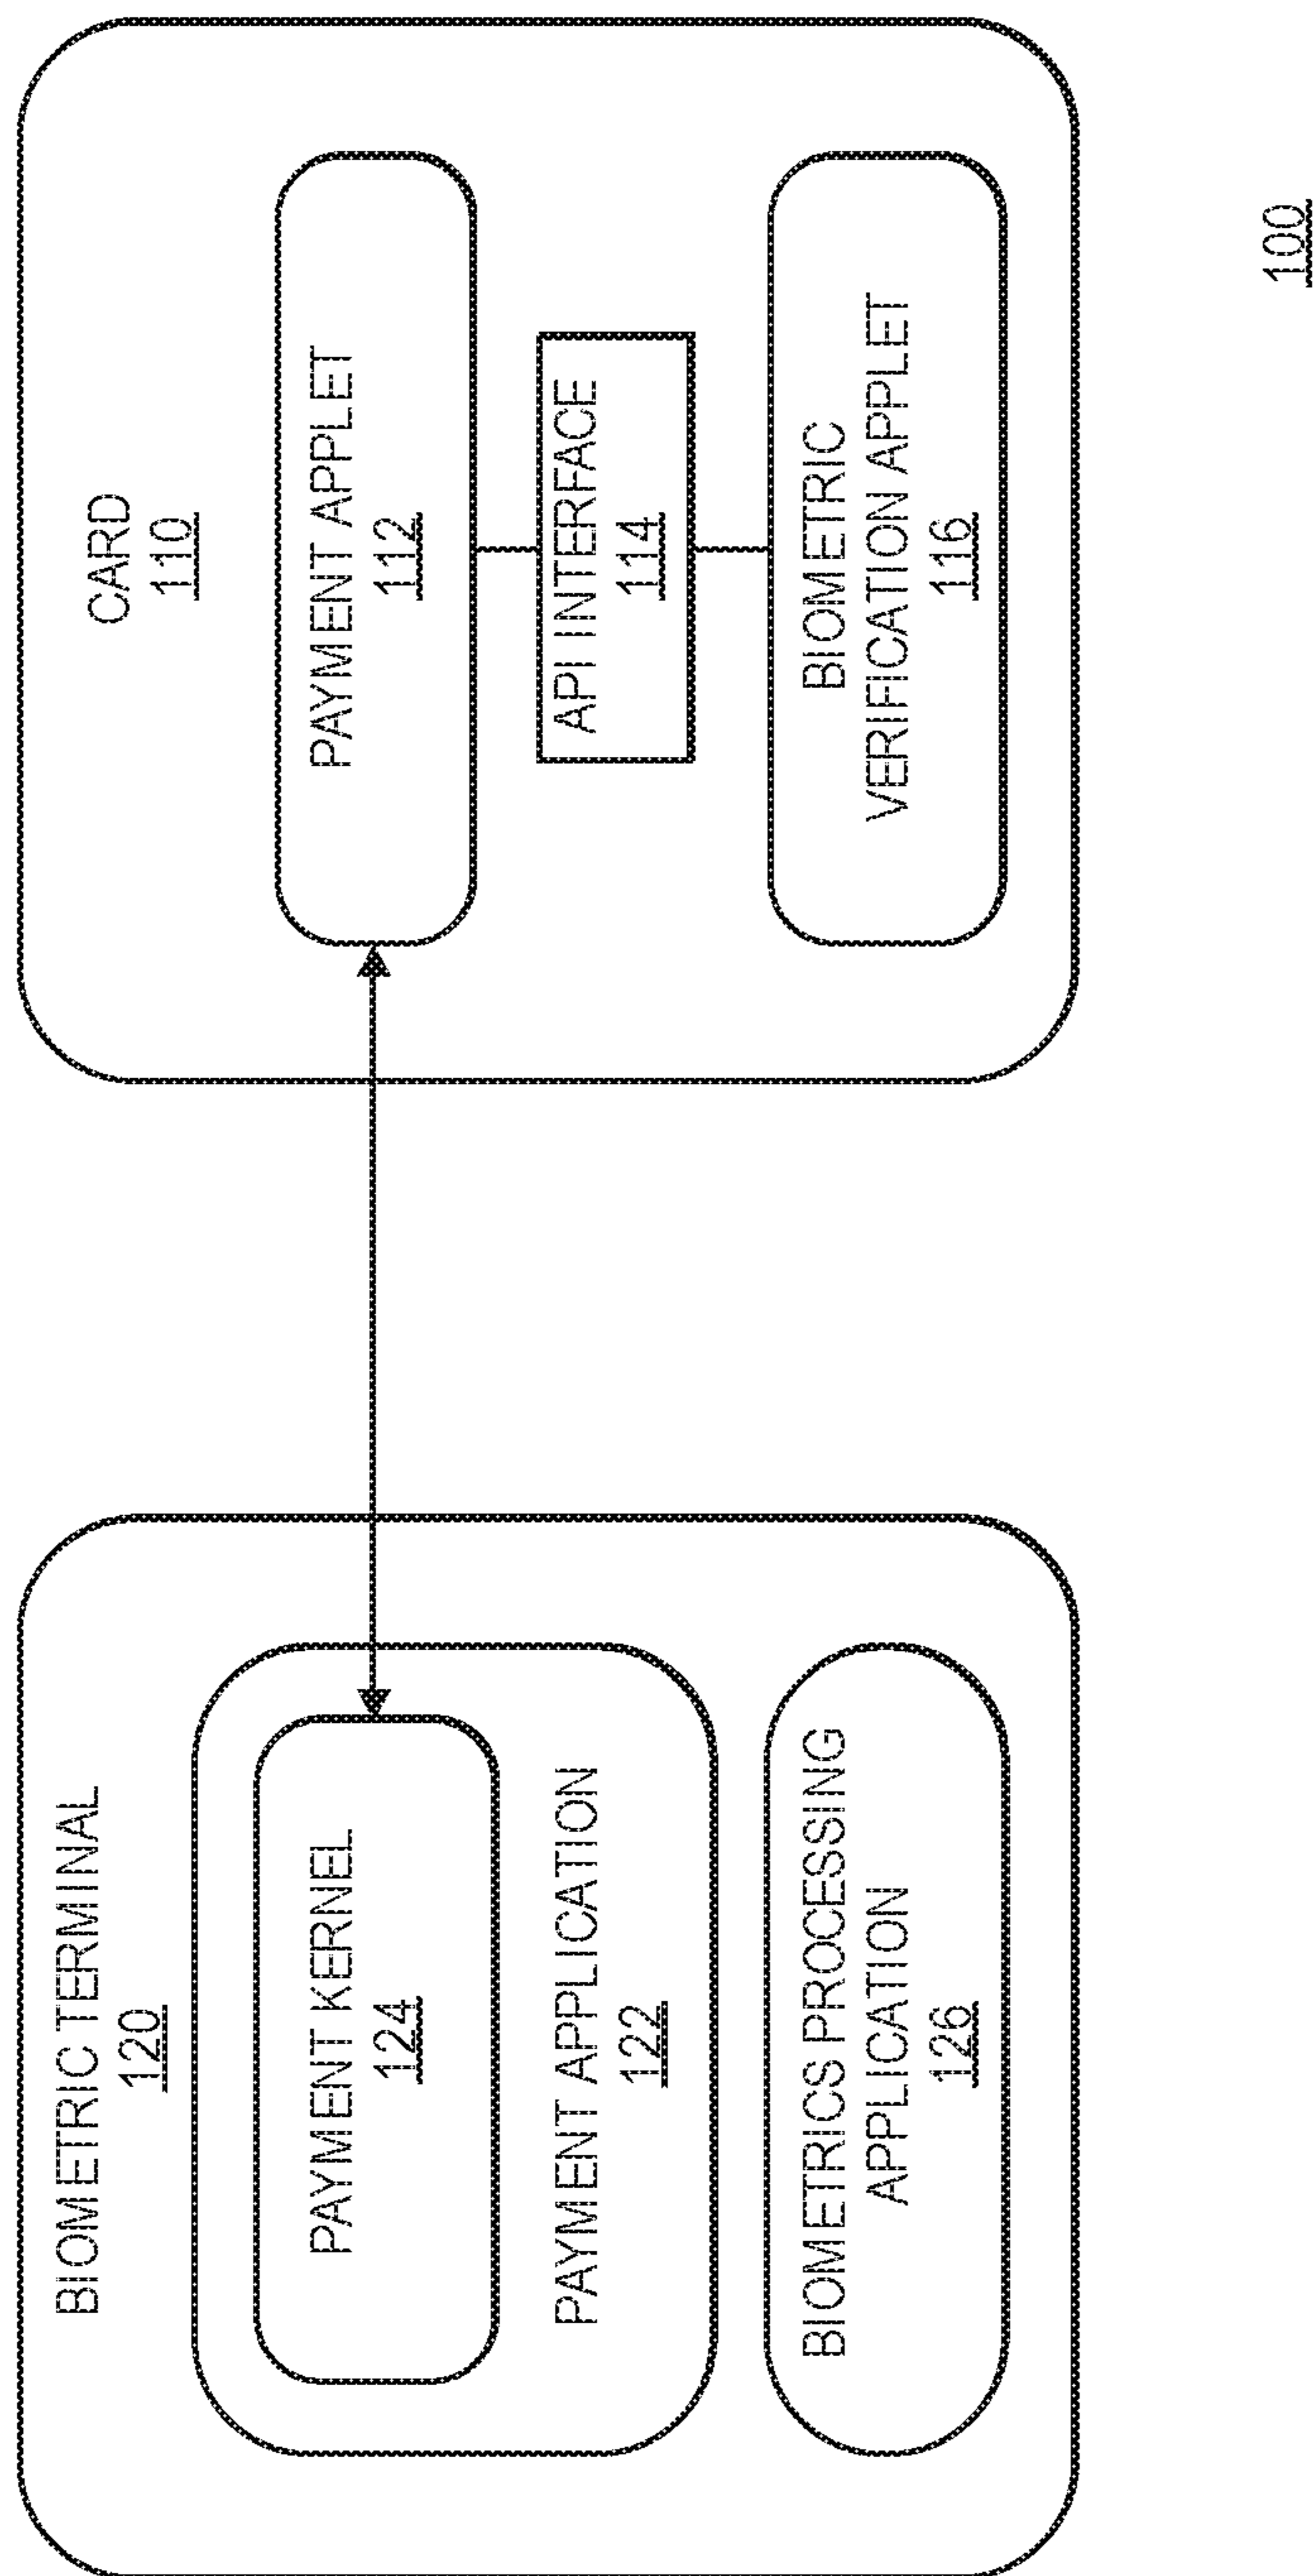 BIOMETRIC TERMINAL
120
PAYMENT KERNEL
124
PAYMENT APPLICATION
122
BIOMETRICS PROCESSING
APPLICATION
126
CARD
110
PAYMENT APPLET
112
API INTERFACE
114
BIOMETRIC
VERIFICATION APPLET
116
100